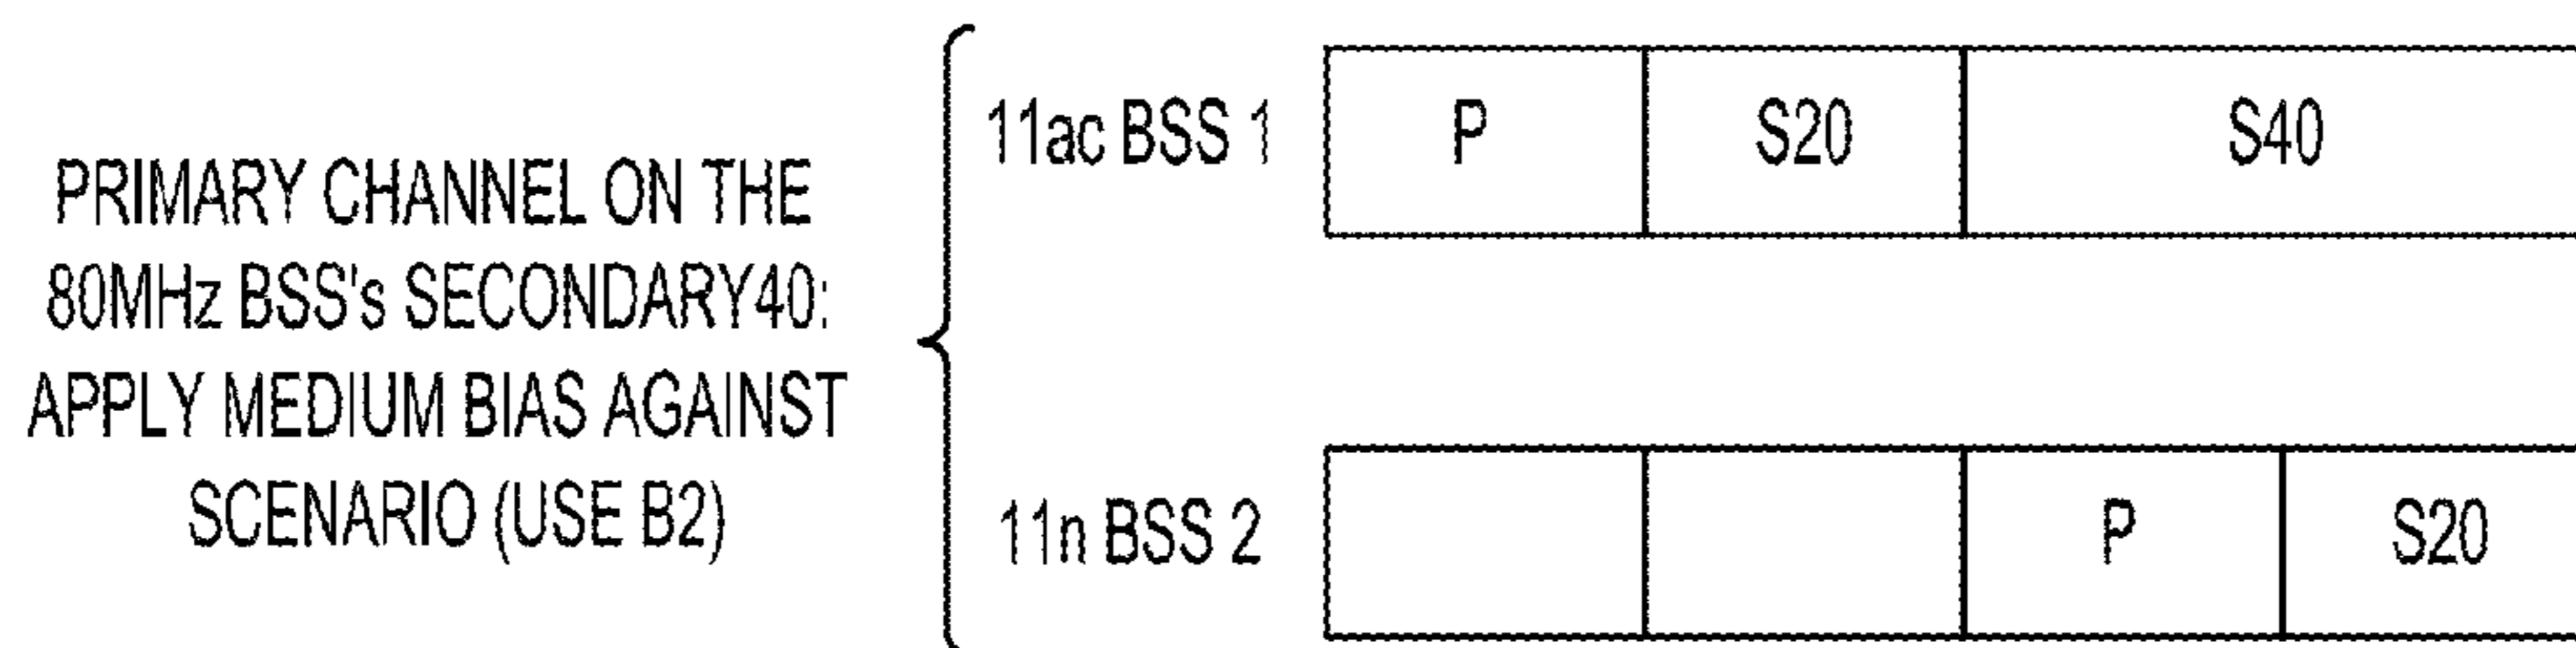 PRIMARY CHANNEL ON THE
80MHz BSS's SECONDARY40:
APPLY MEDIUM BIAS AGAINST
SCENARIO (USE B2)
11ac BSS 1
P
S20
S40
11n BSS 2
P
S20